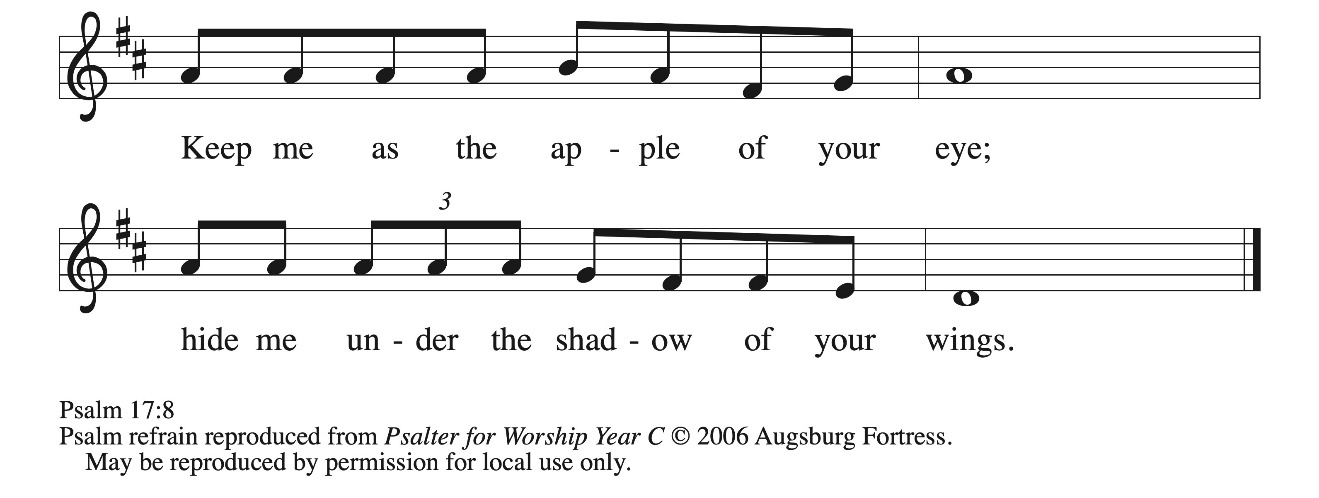 Keep me as the ap - ple of your eye;
3
hide me un - der the shad - ow of your wings.
Psalm 17:8
Psalm refrain reproduced from Psalter for Worship Year C © 2006 Augsburg Fortress.
May be reproduced by permission for local use only.